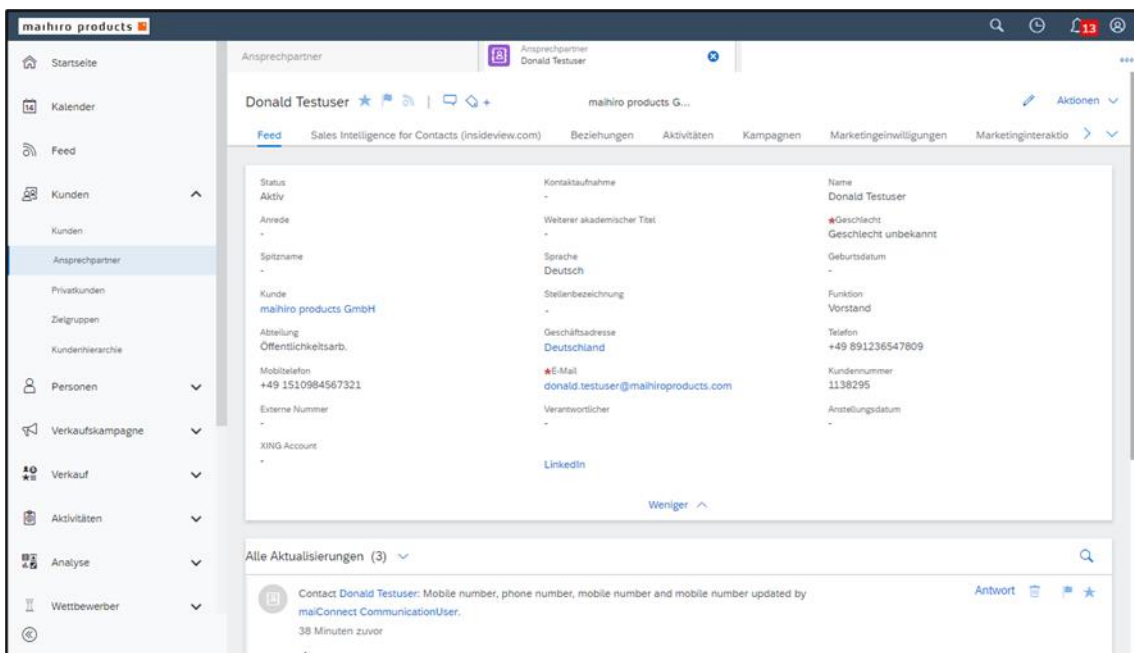 maihiro products
13
Startseite
14
Kalender
Feed
Kunden
Kunden
Ansprechpartner
Privatkunden
Zielgruppen
Kundenhierarchie
Personen
Verkaufskampagne
Verkauf
Aktivitäten
Analyse
Wettbewerber
Ansprechpartner
Ansprechpartner
Donald Testuser
Donald Testuser
maihiro products G...
Aktionen
Feed Sales Intelligence for Contacts (insideview.com) Beziehungen Aktivitäten Kampagnen Marketingeinwilligungen Marketinginteraktio
Status Kontaktaufnahme Name
Aktiv - Donald Testuser
Anrede Weiterer akademischer Titel Geschlecht
- - Geschlecht unbekannt
Spitzname Sprache Geburtsdatum
- Deutsch -
Kunde Stellenbezeichnung Funktion
maihiro products GmbH - Vorstand
Abteilung Geschäftsadresse Telefon
Öffentlichkeitsarb. Deutschland +49 891236547809
Mobiltelefon E-Mail Kundennummer
+49 1510984567321 donald.testuser@maihiroproducts.com 1138295
Externe Nummer Verantwortlicher Anstellungsdatum
- - -
XING Account
- LinkedIn
Weniger
Alle Aktualisierungen (3)
Contact Donald Testuser: Mobile number, phone number, mobile number and mobile number updated by
maiConnect CommunicationUser.
Antwort
38 Minuten zuvor